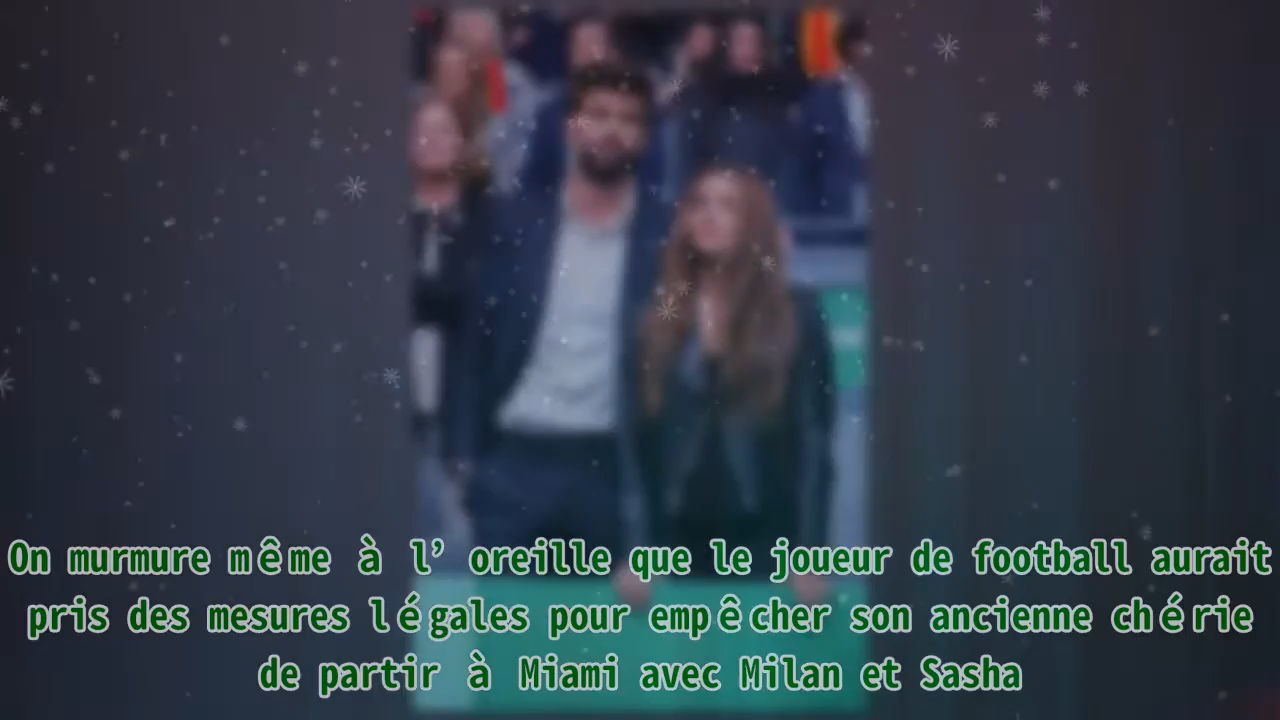 On murmure même à l’ oreille que le joueur de football aurait
pris des mesures légales pour empêcher son ancienne chérie
de partir à Miami avec Milan et Sasha